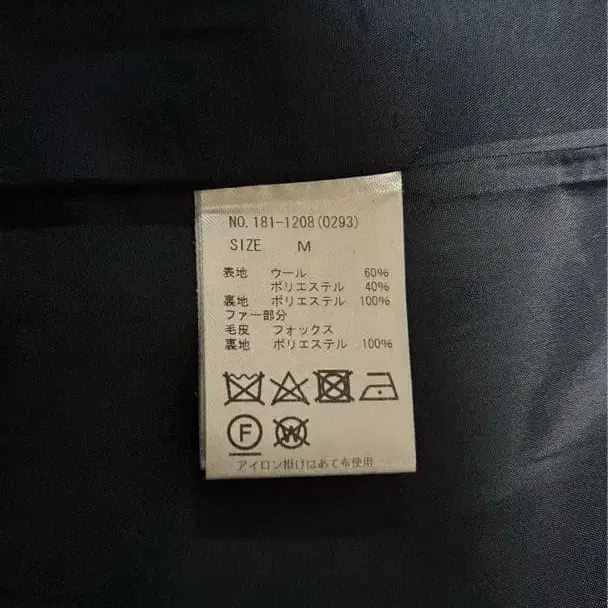 NO. 181-1208(0293)
SIZE M
表地 ウール 60%
ポリエステル 40%
裏地 ポリエステル 100%
ファー部分
毛皮 フォックス
裏地 ポリエステル 100%
F W
アイロン掛けはあて布使用